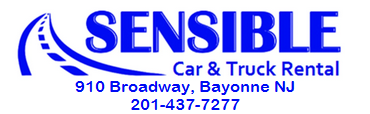 SENSIBLE
Car & Truck Rental
910 Broadway, Bayonne NJ
201-437-7277